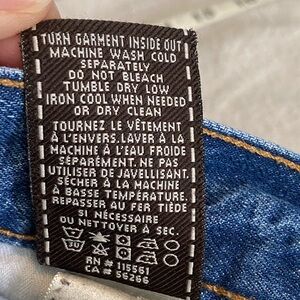 TURN GARMENT INSIDE OUT
MACHINE WASH COLD
SEPARATELY
DO NOT BLEACH
TUMBLE DRY LOW
IRON COOL WHEN NEEDED
OR DRY CLEAN
TOURNEZ LE VÊTEMENT
À L'ENVERS.LAVER À LA
MACHINE À L'EAU FROIDE
SÉPARÉMENT. NE PAS
UTILISER DE JAVELLISANT.
SÉCHER À LA MACHINE
À BASSE TEMPÉRATURE.
REPASSER AU FER TIÈDE
SI NÉCESSAIRE
OU NETTOYER À SEC.
30
RN # 115561
CA # 56266